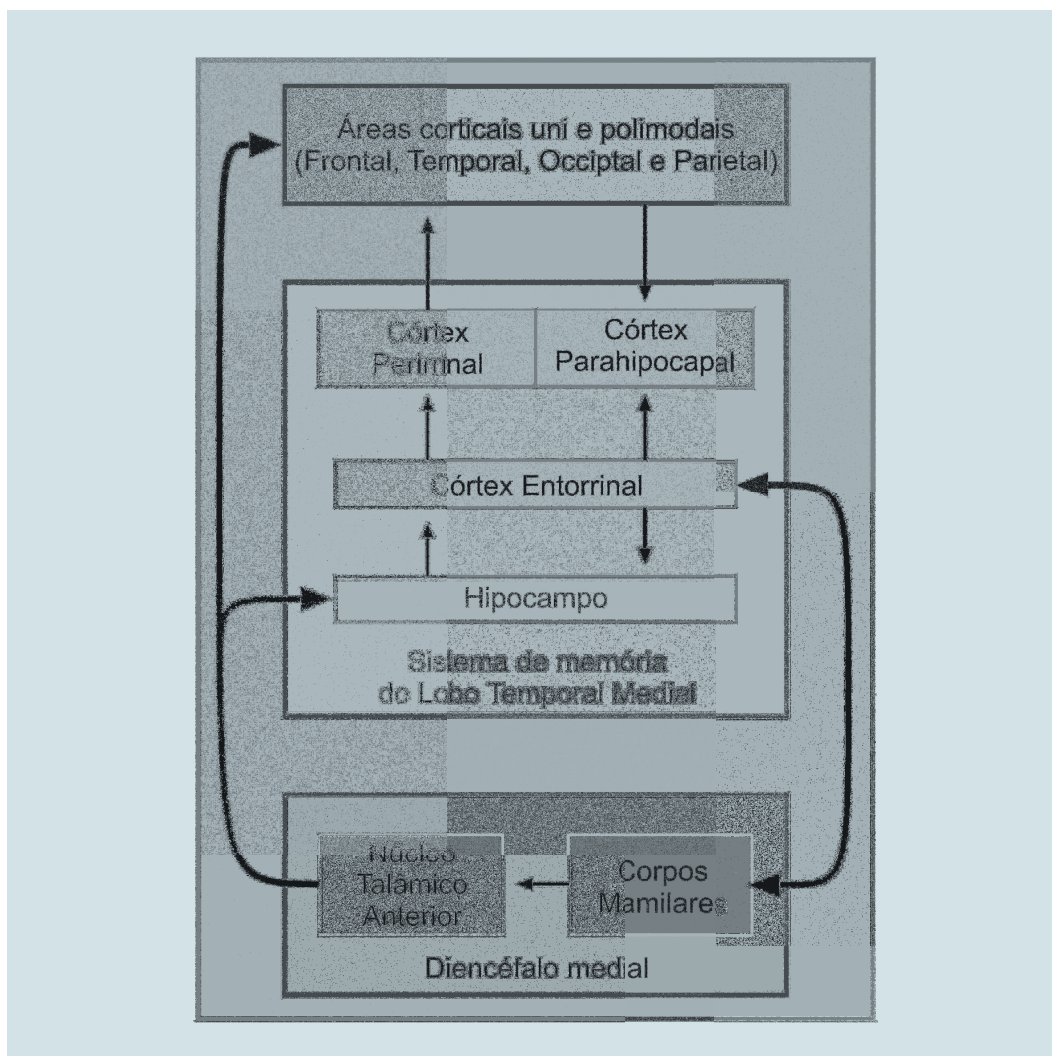 Áreas corticais uni e polimodais
(Frontal, Temporal, Occiptal e Parietal)
Córtex
Perirrinal
Córtex
Parahipocapal
Córtex Entorrinal
Hipocampo
Sistema de memória
do Lobo Temporal Medial
Núcleo
Talâmico
Anterior
Corpos
Mamilares
Diencéfalo medial